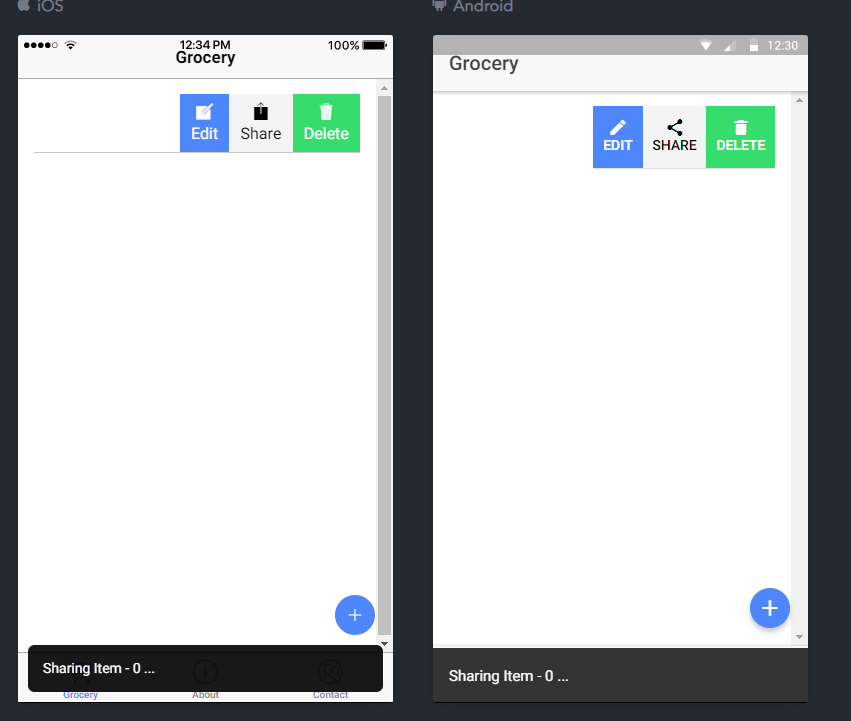 iOS
12:34 PM
100%
Grocery
Edit
Share
Delete
Sharing Item - 0 ...
Grocery
About
Contact
Android
12:30
Grocery
EDIT
SHARE
DELETE
Sharing Item - 0 ...